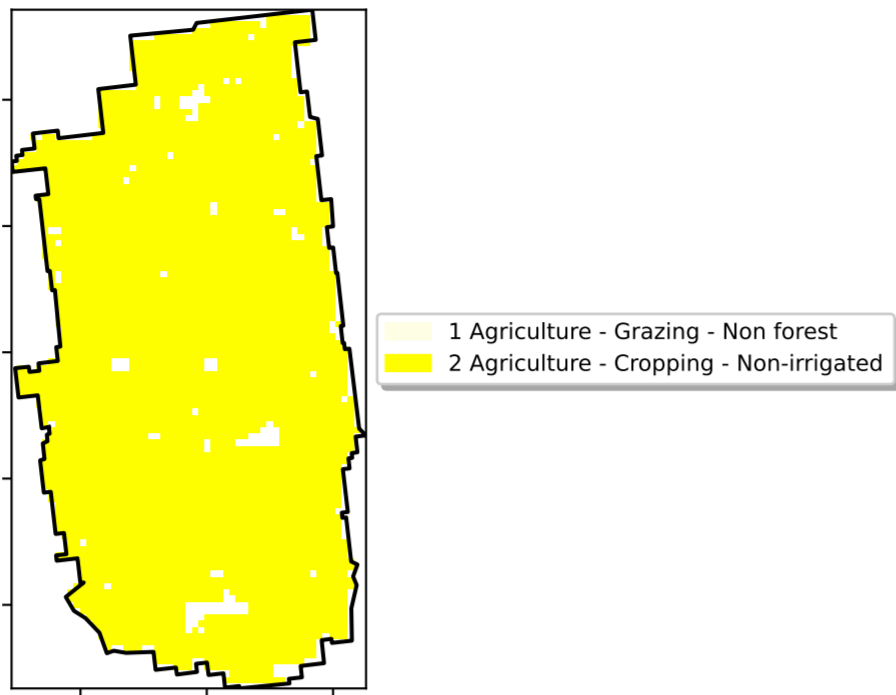 1 Agriculture - Grazing - Non forest
2 Agriculture - Cropping - Non-irrigated